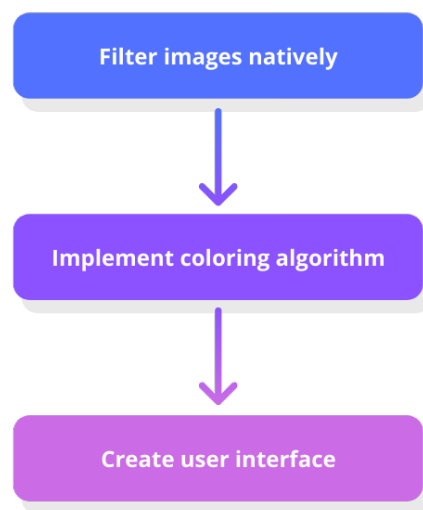 Filter images natively
Implement coloring algorithm
Create user interface